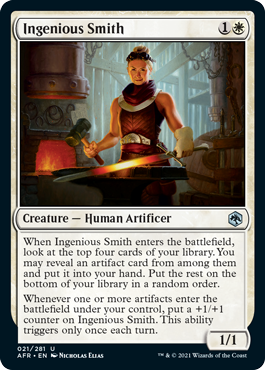 Ingenious Smith 1
Creature — Human Artificer
When Ingenious Smith enters the battlefield,
look at the top four cards of your library. You
may reveal an artifact card from among them
and put it into your hand. Put the rest on the
bottom of your library in a random order.
Whenever one or more artifacts enter the
battlefield under your control, put a +1/+1
counter on Ingenious Smith. This ability
triggers only once each turn.
1/1
021/281 U
AFR • EN Nicholas Elias ™ & © 2021 Wizards of the Coast